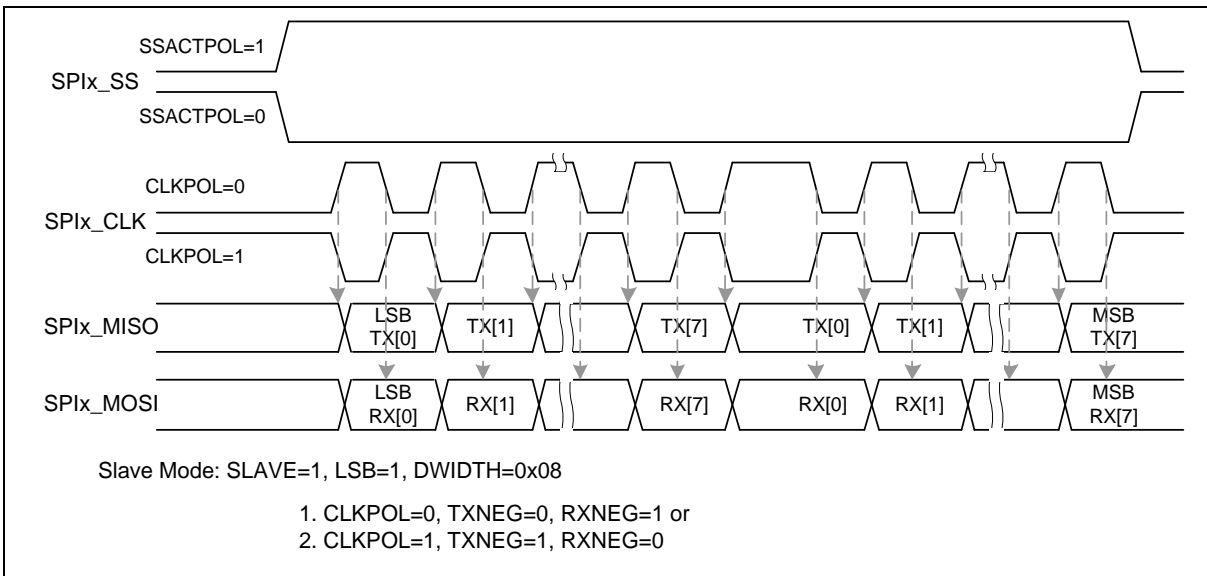 SSACTPOL=1
SPIx_SS
SSACTPOL=0
CLKPOL=0
SPIx_CLK
CLKPOL=1
SPIx_MISO
LSB
TX[0]
TX[1]
TX[7]
TX[0]
TX[1]
MSB
TX[7]
SPIx_MOSI
LSB
RX[0]
RX[1]
RX[7]
RX[0]
RX[1]
MSB
RX[7]
Slave Mode: SLAVE=1, LSB=1, DWIDTH=0x08
1. CLKPOL=0, TXNEG=0, RXNEG=1 or
2. CLKPOL=1, TXNEG=1, RXNEG=0